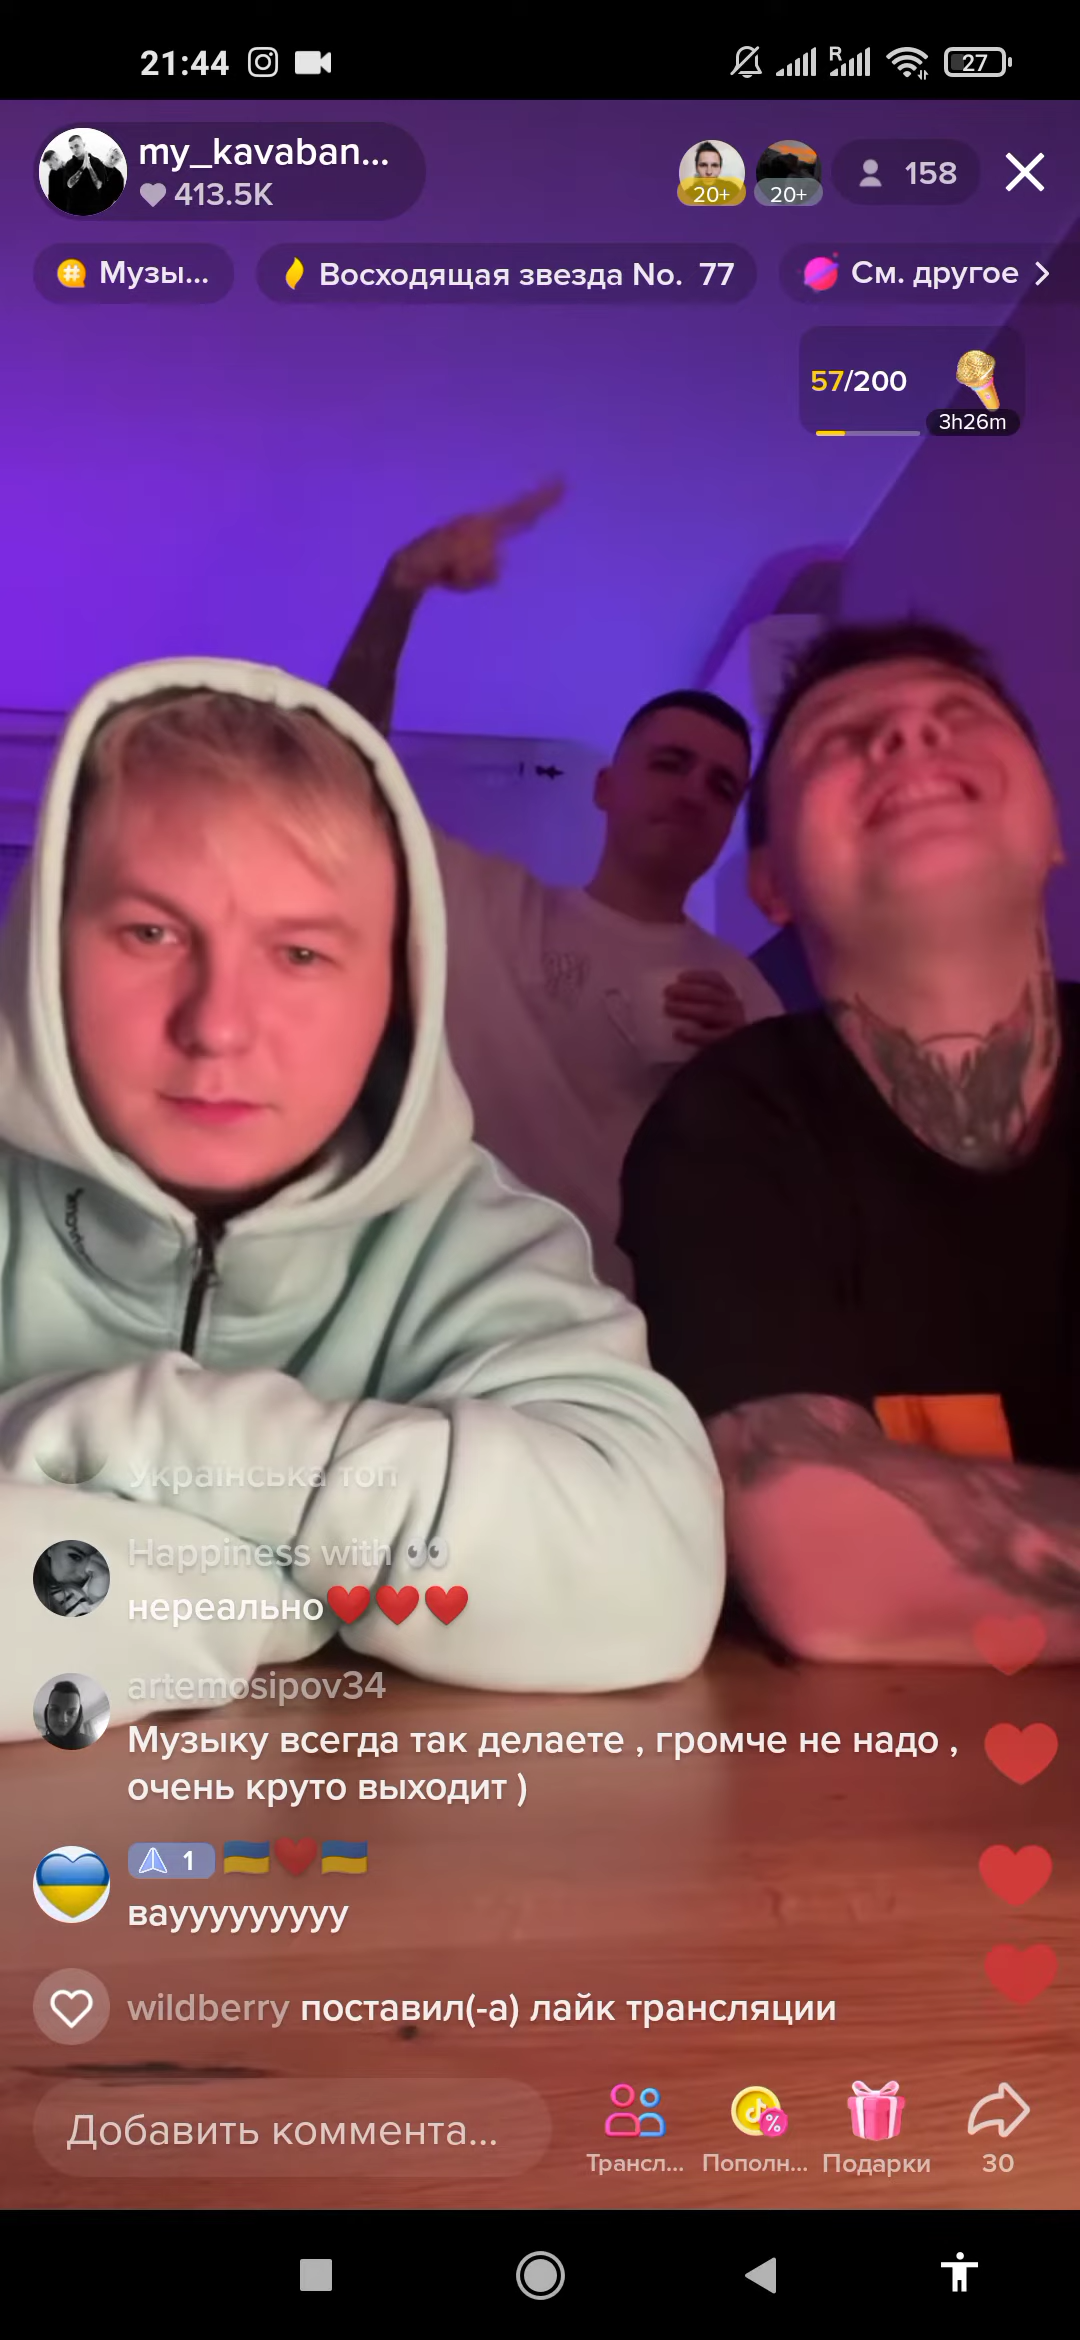 21:44
R
27
my_kavaban...
413.5K
20+
20+
158
Музы...
Восходящая звезда No. 77
См. другое
57/200
3h26m
Українська топ
Happiness with 👀
нереально❤️❤️❤️
artemosipov34
Музыку всегда так делаете , громче не надо ,
очень круто выходит )
1 🇺🇦❤️🇺🇦
вауууууууу
wildberry поставил(-а) лайк трансляции
Добавить коммента...
Трансл...
Пополн...
Подарки
30